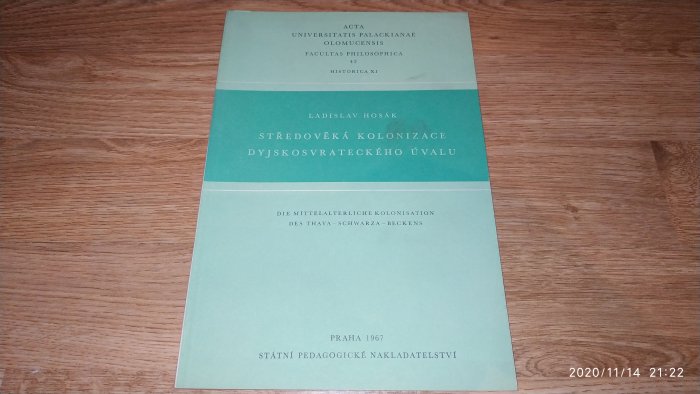 ACTA
UNIVERSITATIS PALACKIANAE
OLOMUCENSIS
FACULTAS PHILOSOPHICA
42
HISTORICA XI
LADISLAV HOSÁK
STŘEDOVĚKÁ KOLONIZACE
DYJSKOSVRATECKÉHO ÚVALU
DIE MITTELALTERLICHE KOLONISATION
DES THAYA–SCHWARZA–BECKENS
PRAHA 1967
STÁTNÍ PEDAGOGICKÉ NAKLADATELSTVÍ
2020/11/14 21:22